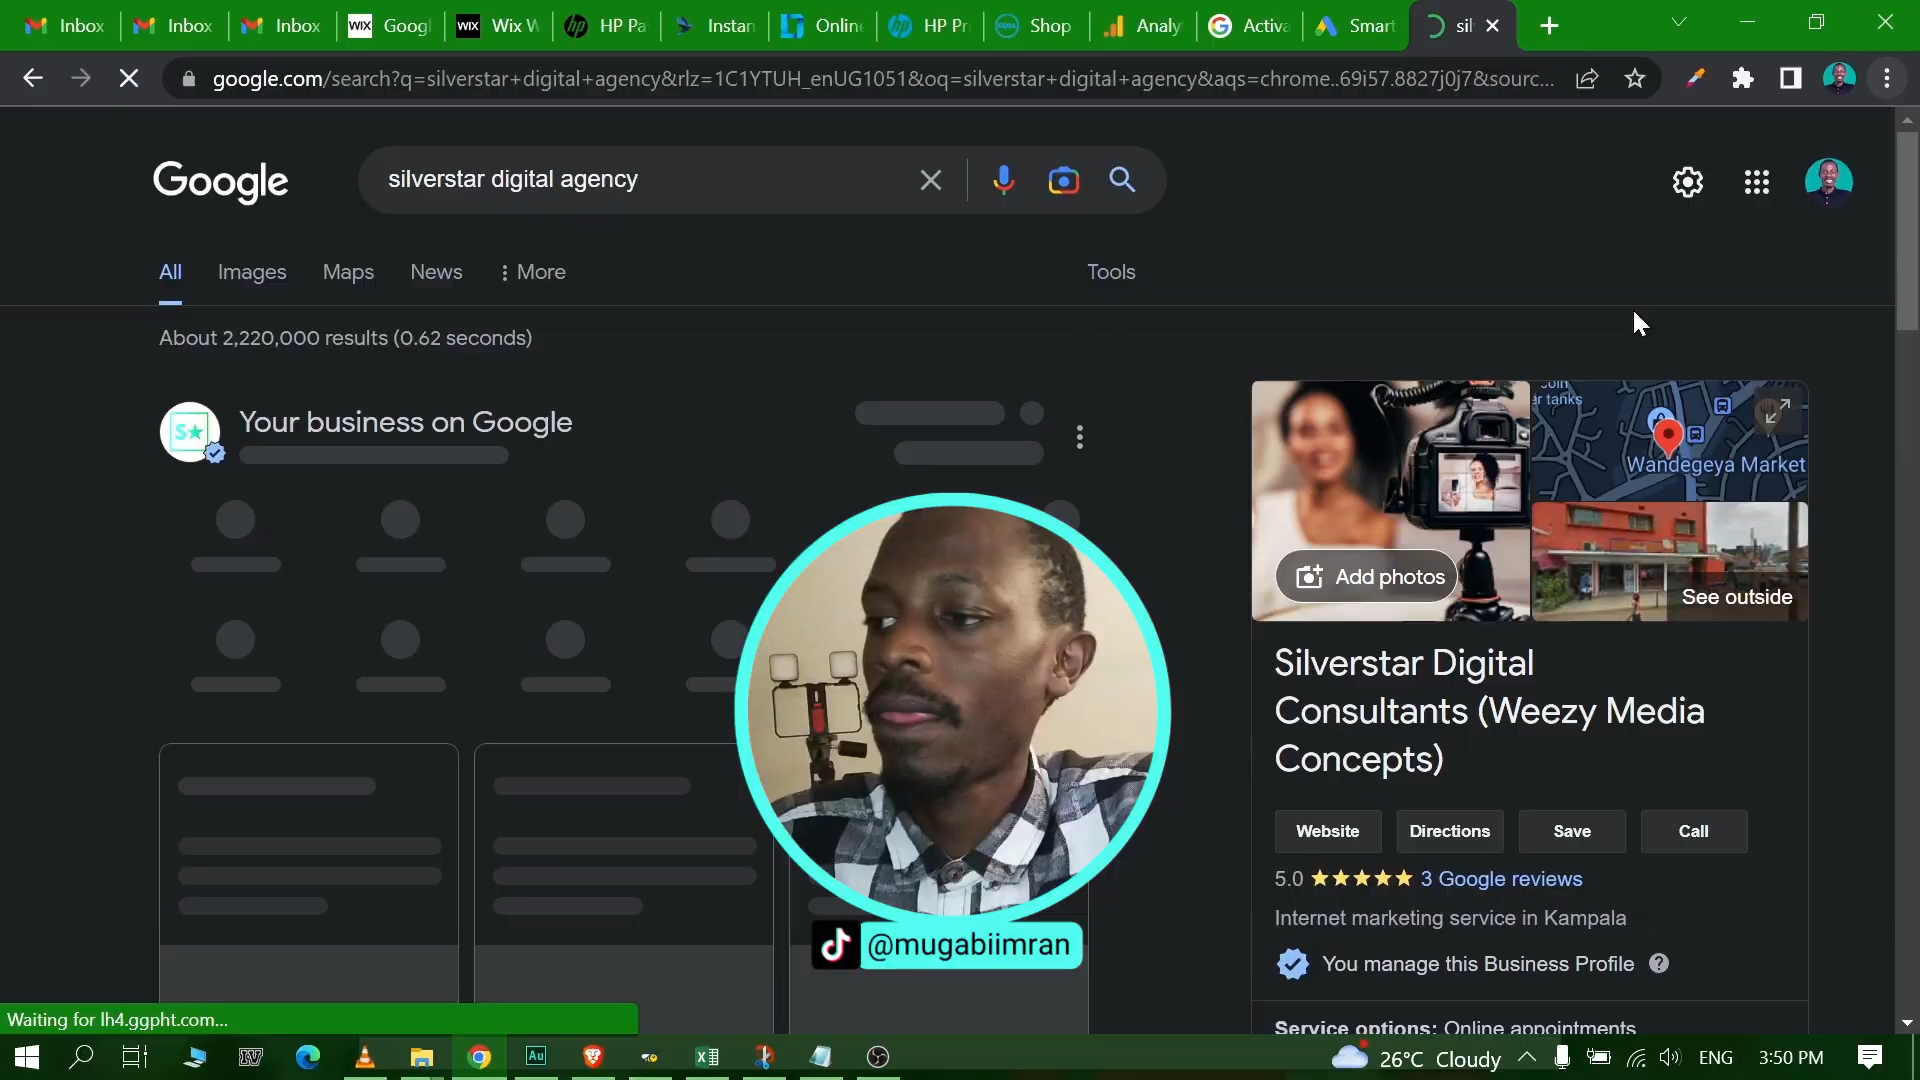 Inbox
Inbox
Inbox
WIX Googl
WIX Wix W
HP Pa
Instan
Online
HP Pr
Shop
Analy
Activa
Smart
sil
google.com/search?q=silverstar+digital+agency&rlz=1C1YTUH_enUG1051&oq=silverstar+digital+agency&aqs=chrome..69i57.8827j0j7&sourc...
Google
silverstar digital agency
All
Images
Maps
News
More
Tools
About 2,220,000 results (0.62 seconds)
S★
Your business on Google
er tanks
Wandegeya Market
Add photos
See outside
Silverstar Digital
Consultants (Weezy Media
Concepts)
Website
Directions
Save
Call
5.0 ★★★★★ 3 Google reviews
Internet marketing service in Kampala
You manage this Business Profile
Service options: Online appointments
@mugabiimran
Waiting for lh4.ggpht.com...
Au
26°C Cloudy
ENG
3:50 PM